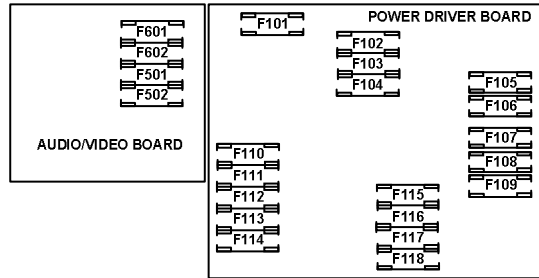 F601
F602
F501
F502
AUDIO/VIDEO BOARD
POWER DRIVER BOARD
F101
F102
F103
F104
F105
F106
F107
F108
F109
F110
F111
F112
F113
F114
F115
F116
F117
F118